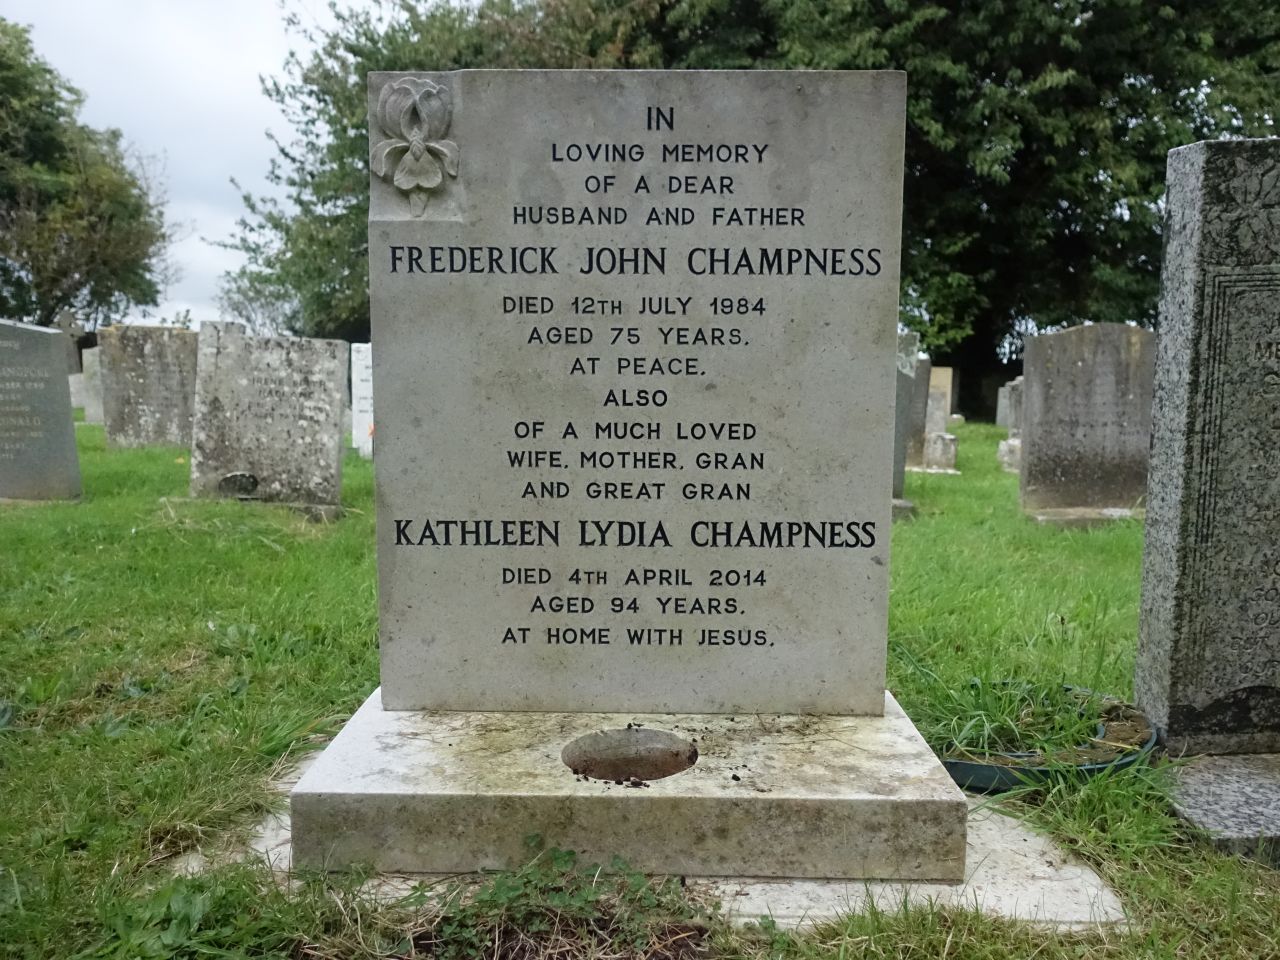 IN
LOVING MEMORY
OF A DEAR
HUSBAND AND FATHER
FREDERICK JOHN CHAMPNESS
DIED 12TH JULY 1984
AGED 75 YEARS.
AT PEACE.
ALSO
OF A MUCH LOVED
WIFE, MOTHER, GRAN
AND GREAT GRAN
KATHLEEN LYDIA CHAMPNESS
DIED 4TH APRIL 2014
AGED 94 YEARS.
AT HOME WITH JESUS.